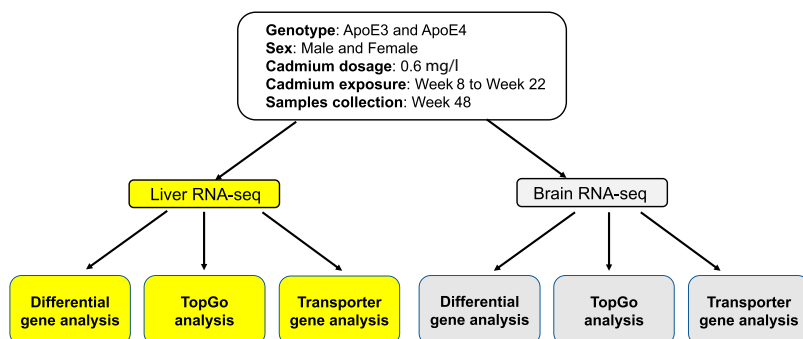 Genotype: ApoE3 and ApoE4
Sex: Male and Female
Cadmium dosage: 0.6 mg/l
Cadmium exposure: Week 8 to Week 22
Samples collection: Week 48
Liver RNA-seq
Brain RNA-seq
Differential
gene analysis
TopGo
analysis
Transporter
gene analysis
Differential
gene analysis
TopGo
analysis
Transporter
gene analysis